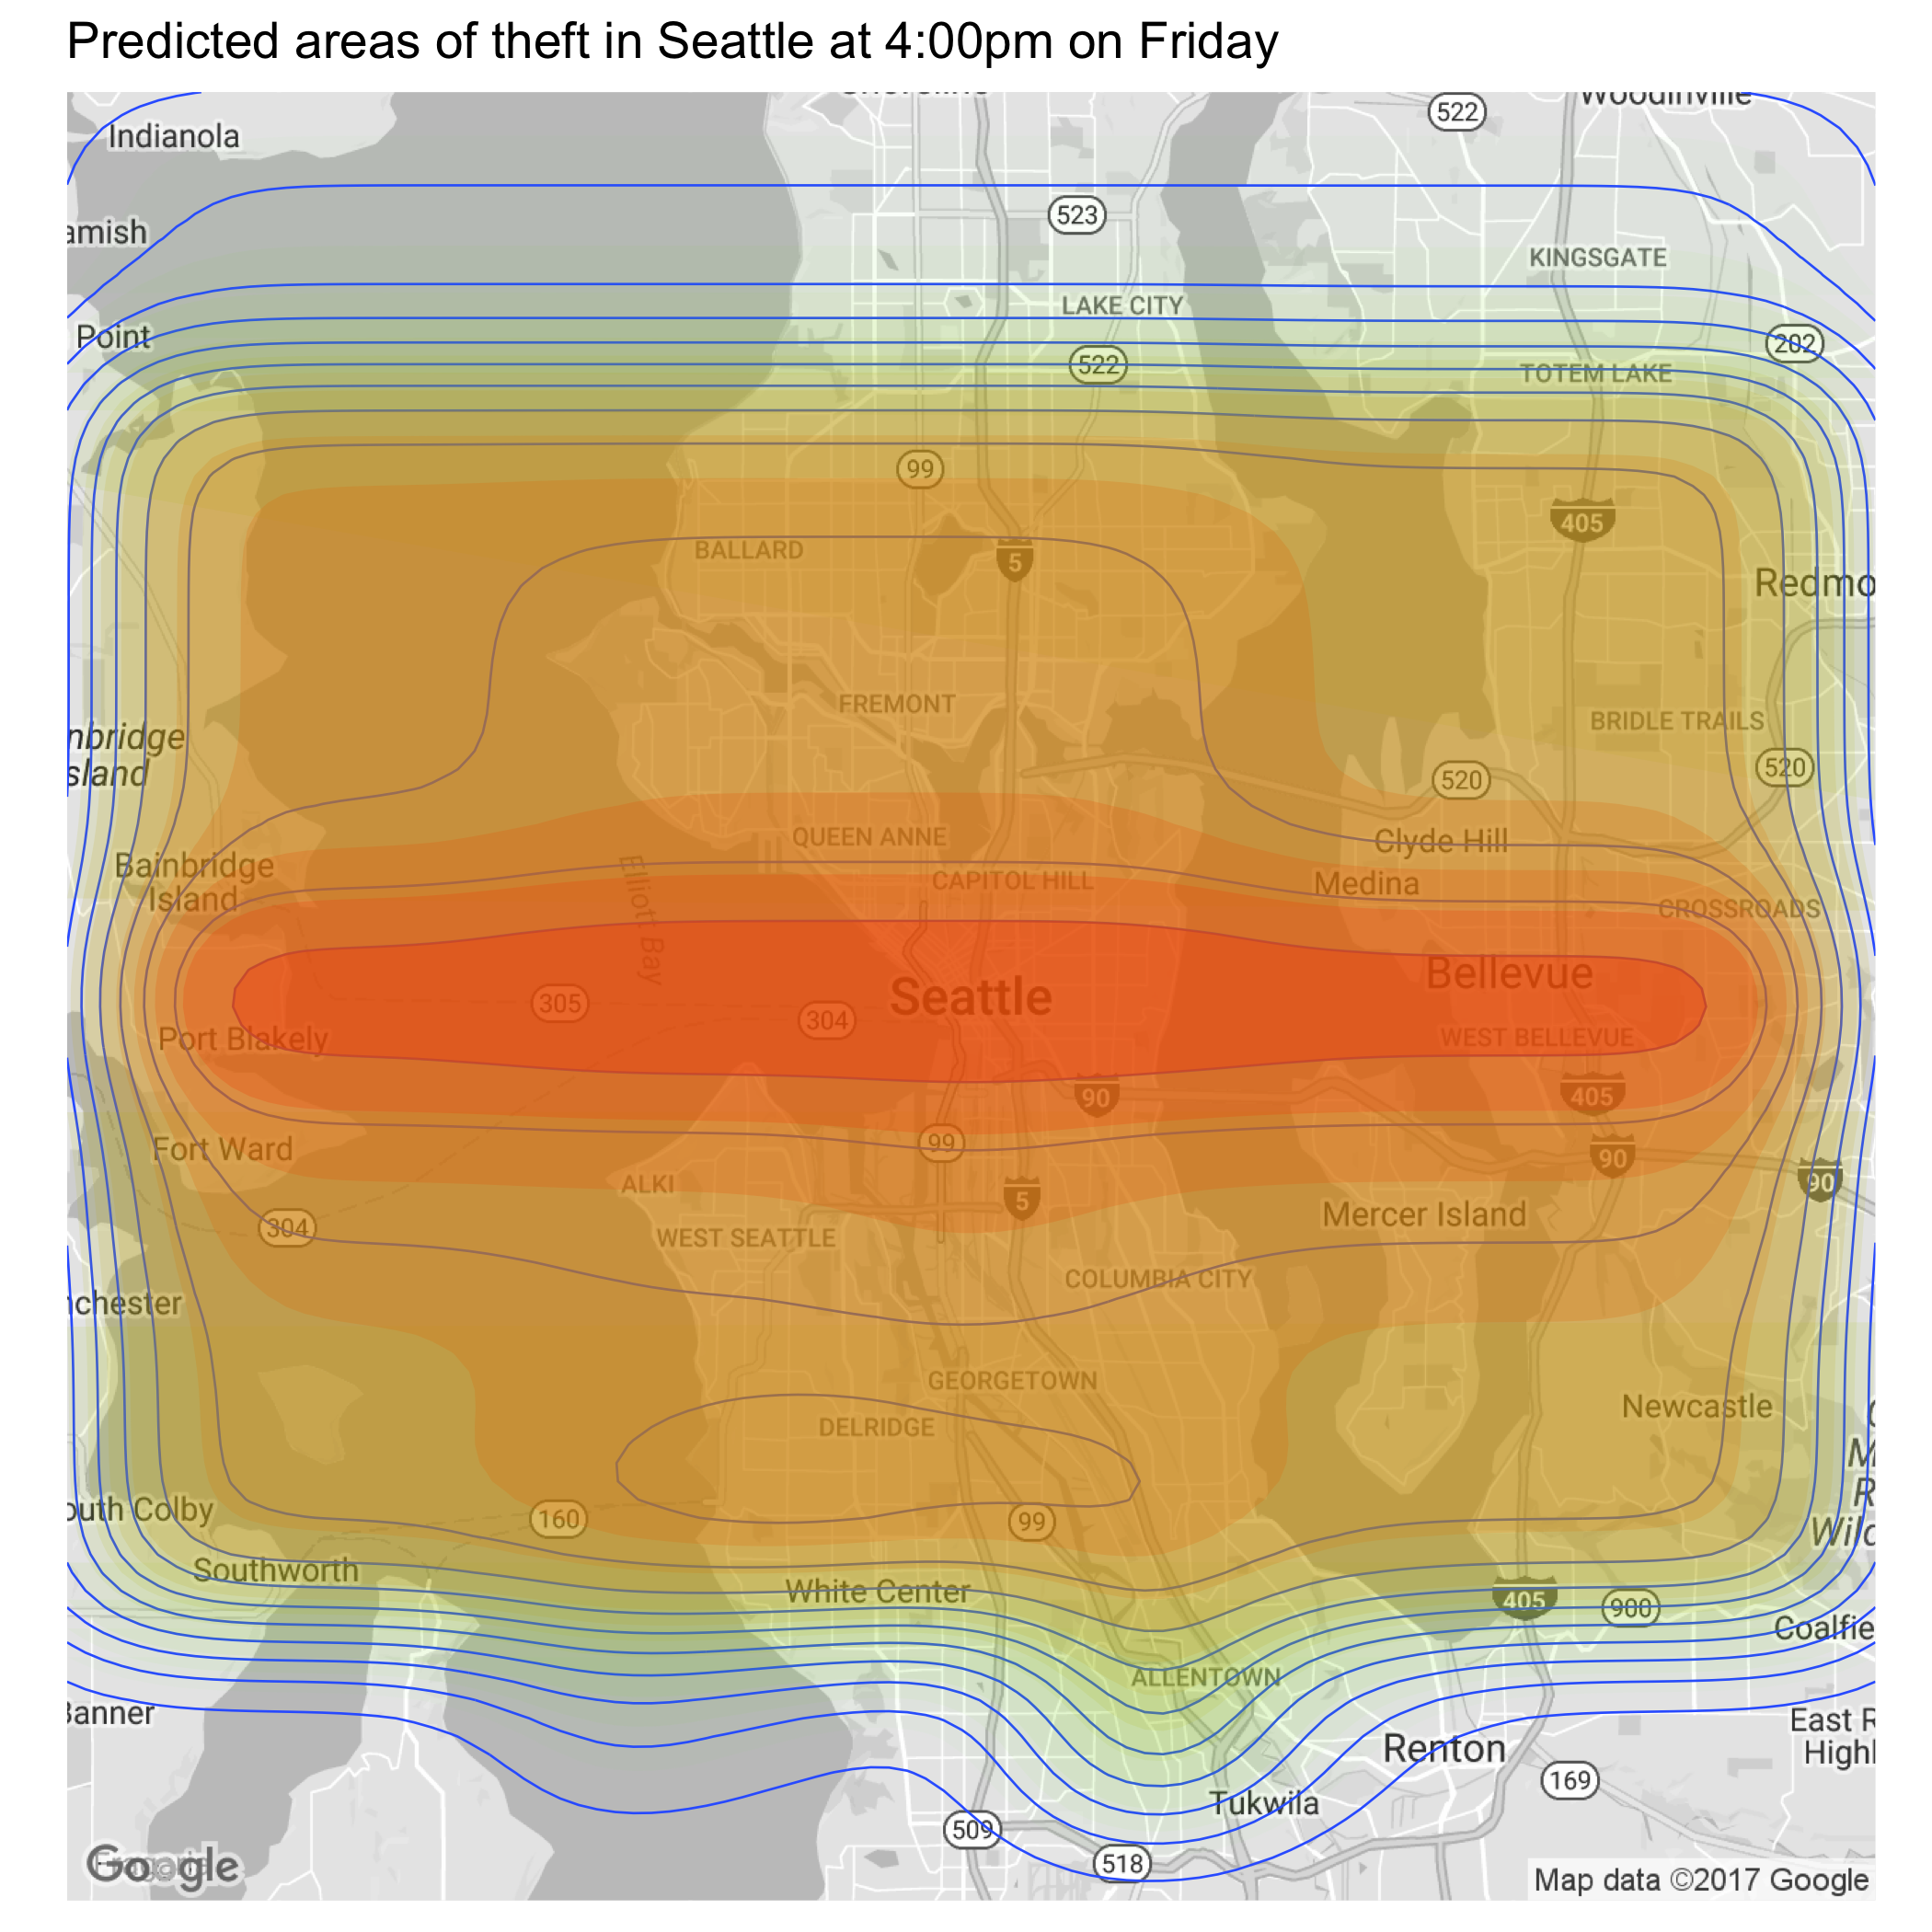 Predicted areas of theft in Seattle at 4:00pm on Friday
Woodinville
522
Indianola
523
amish
KINGSGATE
LAKE CITY
Point
202
522
TOTEM LAKE
99
405
BALLARD
5
Redmo
FREMONT
BRIDLE TRAILS
nbridge
sland
520
520
QUEEN ANNE
Clyde Hill
Bainbridge
Island
CAPITOL HILL
Medina
CROSSROADS
Elliott Bay
Bellevue
Seattle
305
304
Port Blakely
WEST BELLEVUE
90
405
99
Fort Ward
90
90
ALKI
5
304
WEST SEATTLE
Mercer Island
COLUMBIA CITY
nchester
GEORGETOWN
Newcastle
DELRIDGE
M
R
Wild
outh Colby
160
99
Southworth
White Center
405
900
Coalfie
ALLENTOWN
Banner
East R
Highl
Renton
169
Tukwila
509
518
Google
Map data ©2017 Google